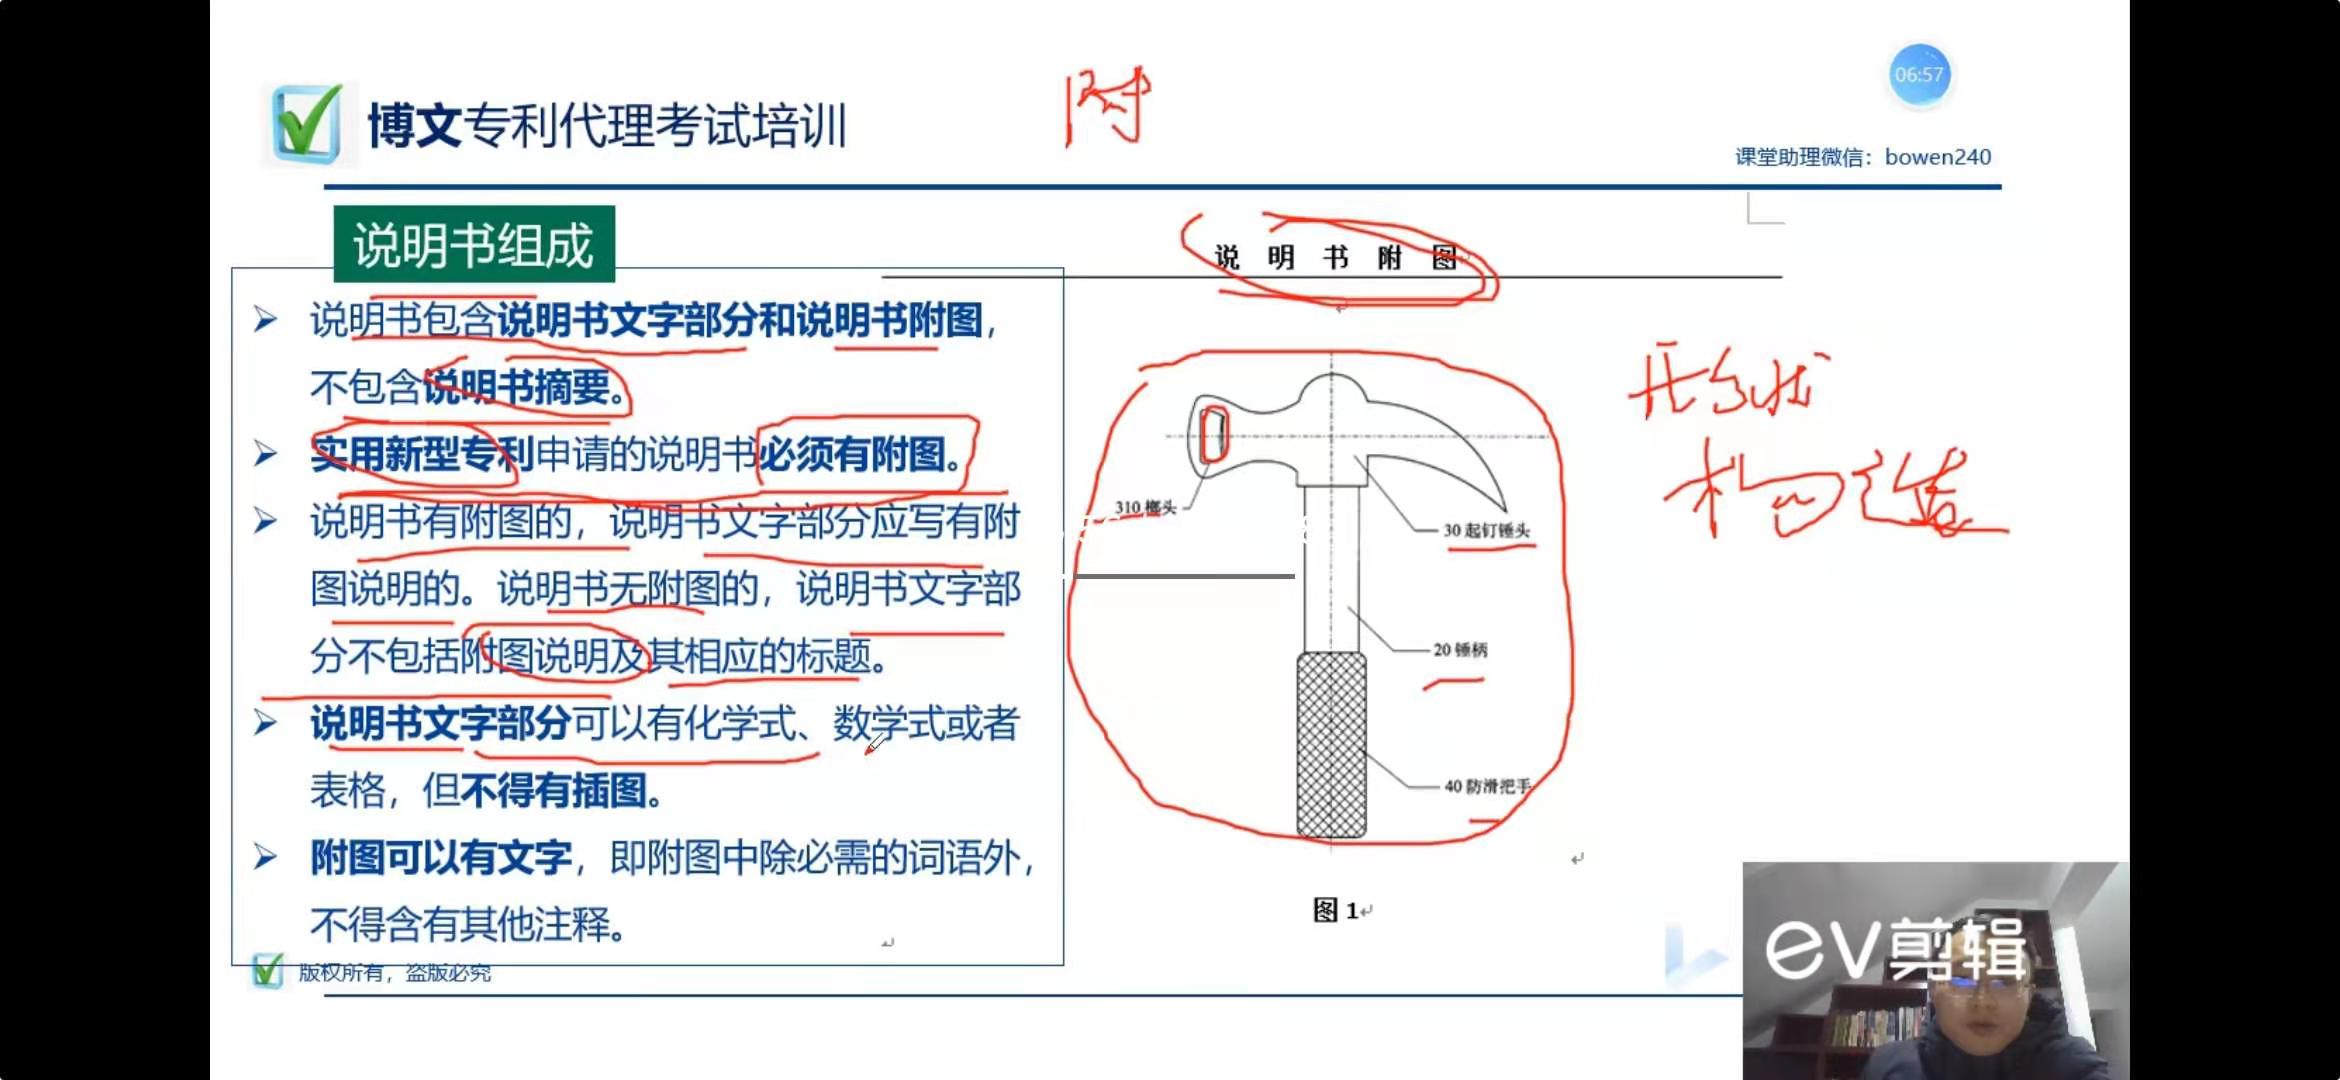 附
06:57
博文专利代理考试培训
课堂助理微信：bowen240
说明书组成
➢ 说明书包含说明书文字部分和说明书附图，
不包含说明书摘要。
➢ 实用新型专利申请的说明书必须有附图。
➢ 说明书有附图的，说明书文字部分应写有附
图说明的。说明书无附图的，说明书文字部
分不包括附图说明及其相应的标题。
➢ 说明书文字部分可以有化学式、数学式或者
表格，但不得有插图。
➢ 附图可以有文字，即附图中除必需的词语外，
不得含有其他注释。
版权所有，盗版必究
说 明 书 附 图
310 榔头
30 起钉锤头
20 锤柄
40 防滑把手
图 1
形状
构造
eV剪辑